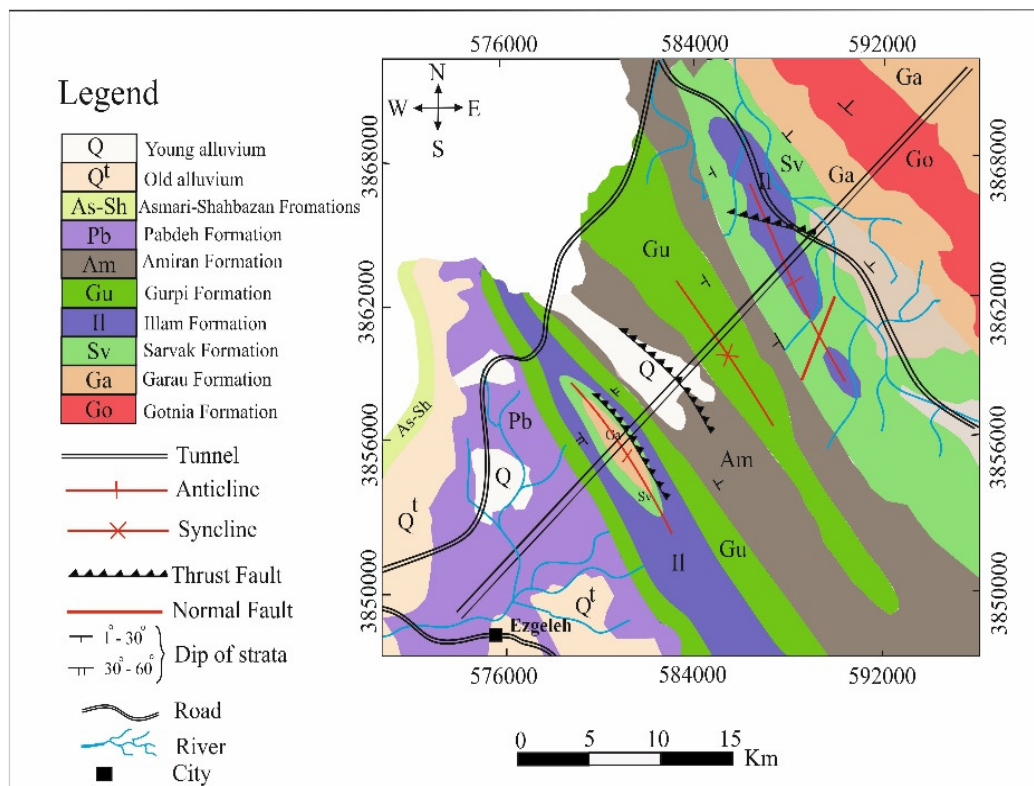 Legend
Q Young alluvium
Qt Old alluvium
As-Sh Asmari-Shahbazan Fromations
Pb Pabdeh Formation
Am Amiran Formation
Gu Gurpi Formation
Il Illam Formation
Sv Sarvak Formation
Ga Garau Formation
Go Gotnia Formation
Tunnel
Anticline
Syncline
Thrust Fault
Normal Fault
1° - 30°
30° - 60°
Dip of strata
Road
River
City
576000 584000 592000
N
W E
S
3868000
3862000
3856000
3850000
Ga
Go
Sv
Ga
Il
Gu
Q
Am
Ga
Sv
Pb
As-Sh
Q
Qt
Il
Gu
Qt
Ezgeleh
3868000
3862000
3856000
3850000
576000 584000 592000
0 5 10 15
Km